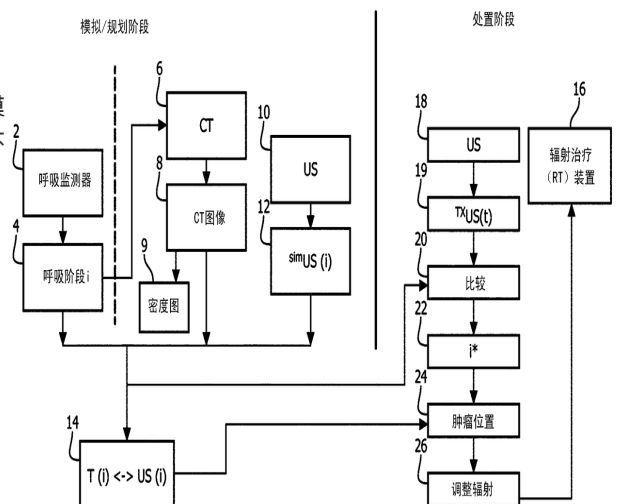 模拟/规划阶段
处置阶段
2
呼吸监测器
4
呼吸阶段i
6
CT
8
CT图像
9
密度图
10
US
12
simUS (i)
14
T (i) <-> US (i)
18
US
16
辐射治疗
(RT) 装置
19
TXUS(t)
20
比较
22
i*
24
肿瘤位置
26
调整辐射